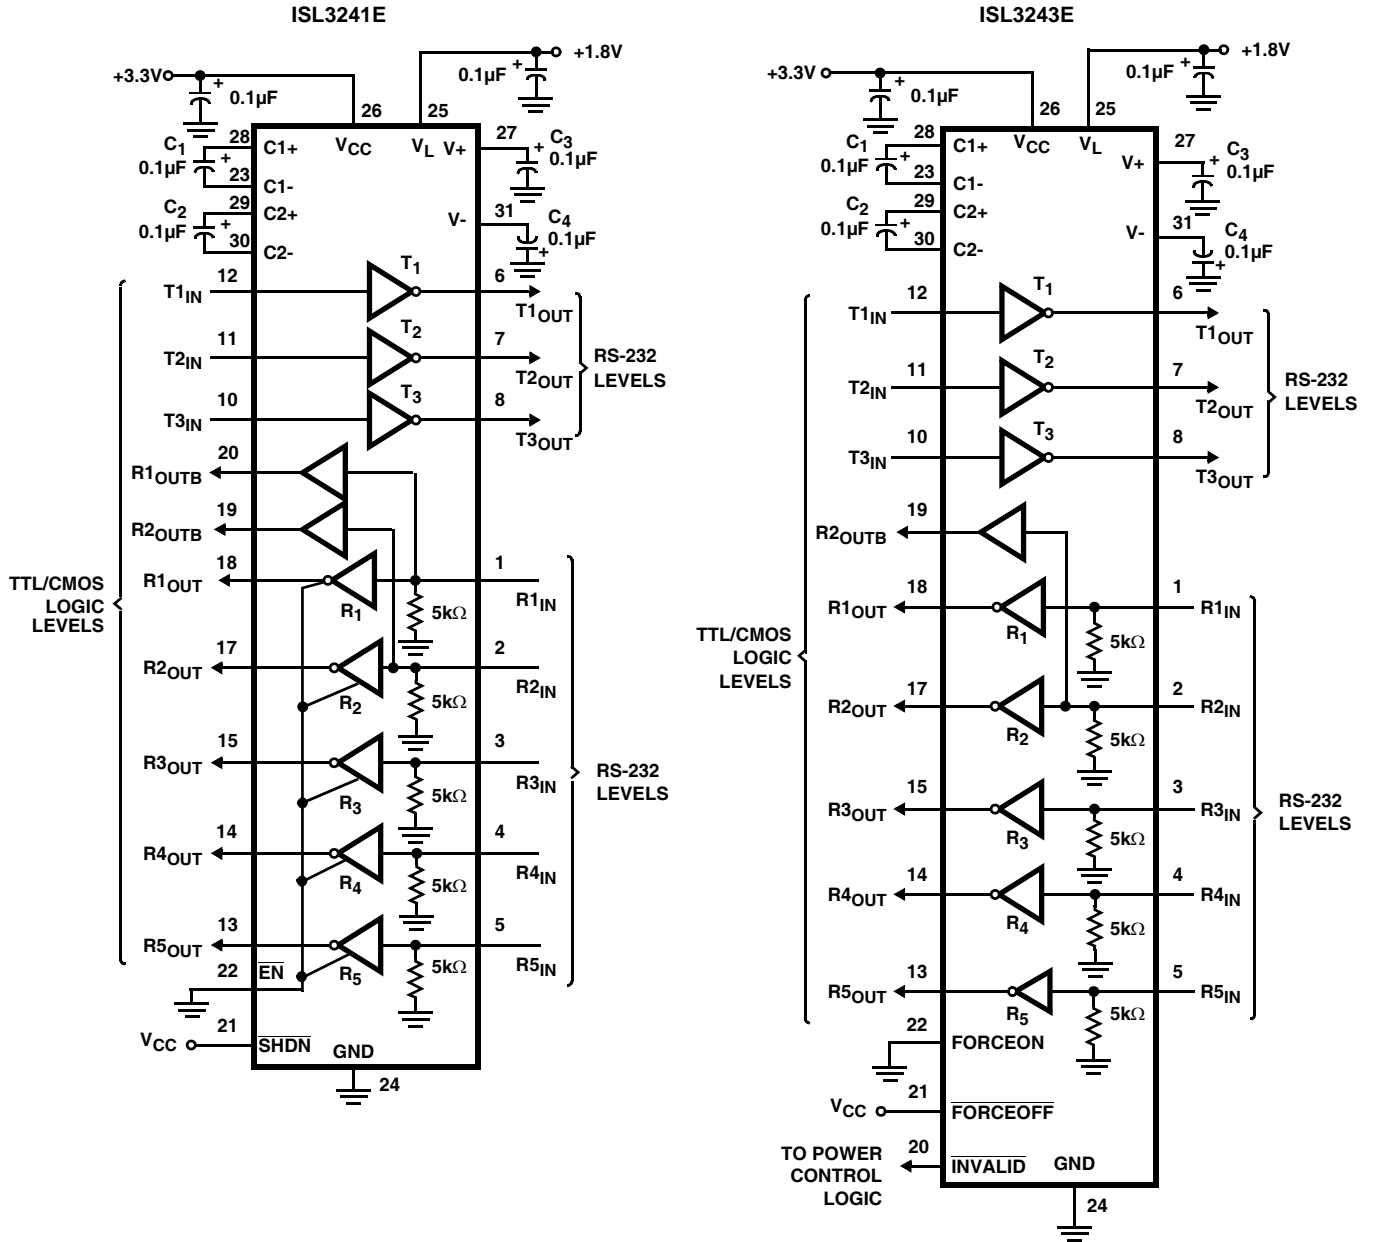 ISL3241E
+3.3V
0.1µF
+
+1.8V
0.1µF
+
26
25
VCC
VL
V+
27
C3
0.1µF
+
C1
0.1µF
+
28
C1+
23
C1-
C2
0.1µF
+
29
C2+
30
C2-
V-
31
C4
0.1µF
+
T1IN
12
T1
6
T1OUT
T2IN
11
T2
7
T2OUT
T3IN
10
T3
8
T3OUT
RS-232
LEVELS
R1OUTB
20
R2OUTB
19
R1OUT
18
R1
1
R1IN
5kΩ
TTL/CMOS
LOGIC
LEVELS
R2OUT
17
R2
2
R2IN
5kΩ
R3OUT
15
R3
3
R3IN
5kΩ
RS-232
LEVELS
R4OUT
14
R4
4
R4IN
5kΩ
R5OUT
13
R5
5
R5IN
5kΩ
22
EN
21
VCC
SHDN
GND
24
ISL3243E
+3.3V
0.1µF
+
+1.8V
0.1µF
+
26
25
VCC
VL
V+
27
C3
0.1µF
+
C1
0.1µF
+
28
C1+
23
C1-
C2
0.1µF
+
29
C2+
30
C2-
V-
31
C4
0.1µF
+
T1IN
12
T1
6
T1OUT
T2IN
11
T2
7
T2OUT
T3IN
10
T3
8
T3OUT
RS-232
LEVELS
R2OUTB
19
R1OUT
18
R1
1
R1IN
5kΩ
TTL/CMOS
LOGIC
LEVELS
R2OUT
17
R2
2
R2IN
5kΩ
R3OUT
15
R3
3
R3IN
5kΩ
RS-232
LEVELS
R4OUT
14
R4
4
R4IN
5kΩ
R5OUT
13
R5
5
R5IN
5kΩ
22
FORCEON
21
VCC
FORCEOFF
20
TO POWER
CONTROL
LOGIC
INVALID
GND
24